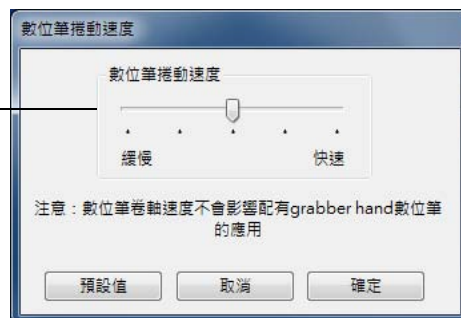 數位筆捲動速度
數位筆捲動速度
緩慢 快速
注意：數位筆卷軸速度不會影響配有grabber hand數位筆
的應用
預設值 取消 確定